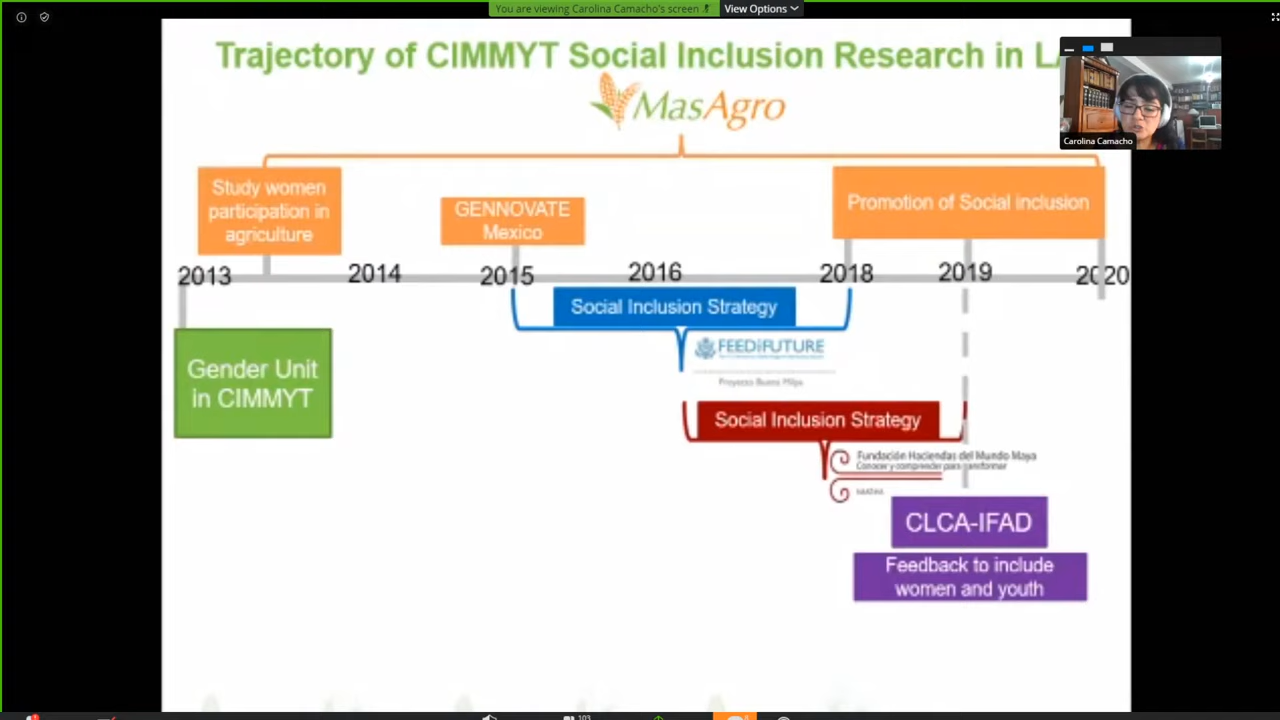 You are viewing Carolina Camacho's screen
View Options
Trajectory of CIMMYT Social Inclusion Research in
MasAgro
Carolina Camacho
Study women
participation in
agriculture
GENNOVATE
Mexico
Promotion of Social inclusion
2013
2014
2015
2016
2018
2019
2020
Social Inclusion Strategy
Gender Unit
in CIMMYT
FEED FUTURE
Proyecto Buena Milpa
Social Inclusion Strategy
Fundación Haciendas del Mundo Maya
Conocer y comprender para transformar
CLCA-IFAD
Feedback to include
women and youth
103